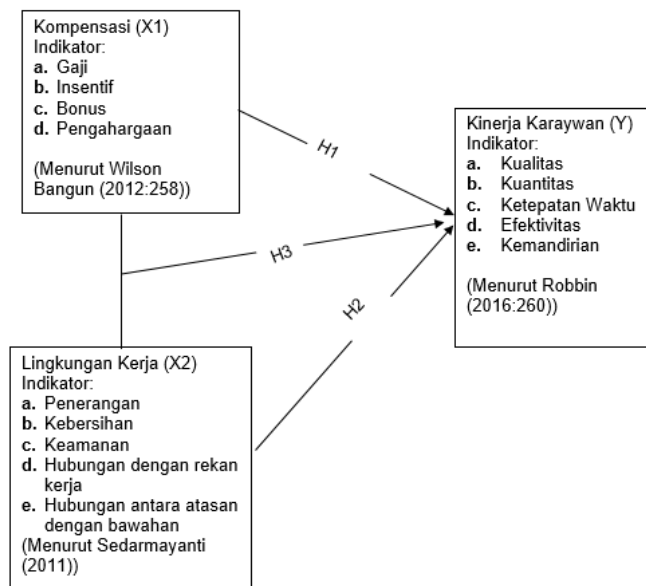 Kompensasi (X1)
Indikator:
a. Gaji
b. Insentif
c. Bonus
d. Pengahargaan
(Menurut Wilson
Bangun (2012:258))
H1
Kinerja Karaywan (Y)
Indikator:
a. Kualitas
b. Kuantitas
c. Ketepatan Waktu
d. Efektivitas
e. Kemandirian
(Menurut Robbin
(2016:260))
H3
H2
Lingkungan Kerja (X2)
Indikator:
a. Penerangan
b. Kebersihan
c. Keamanan
d. Hubungan dengan rekan
kerja
e. Hubungan antara atasan
dengan bawahan
(Menurut Sedarmayanti
(2011))